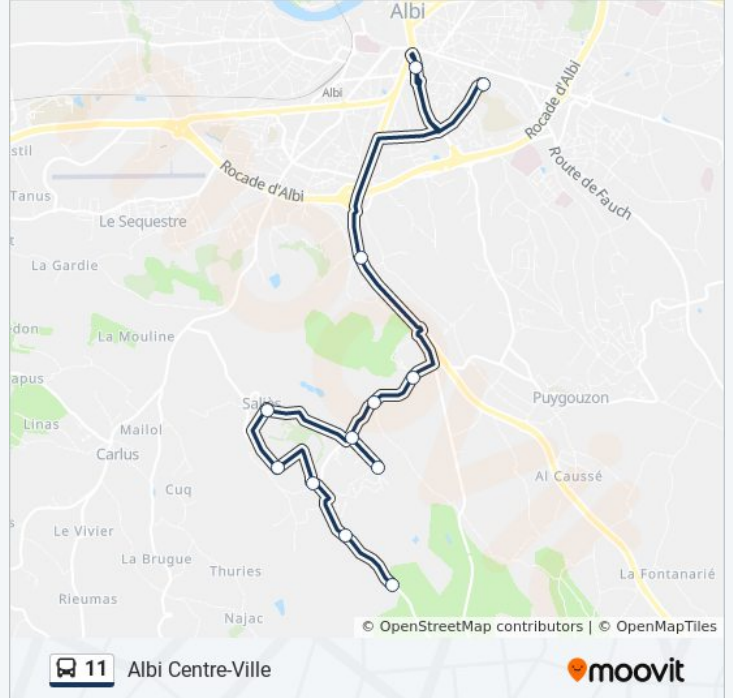 Albi
Albi
Rocade d'Albi
Rocade d'Albi
Route de Fauch
stil
Tanus
Le Sequestre
La Gardie
don
La Mouline
apus
Saliès
Puygouzon
Linas
Mailol
Carlus
Al Caussé
Cuq
s
Le Vivier
La Brugue
Thuries
La Fontanarié
Rieumas
Najac
© OpenStreetMap contributors | © OpenMapTiles
11 Albi Centre-Ville
moovit